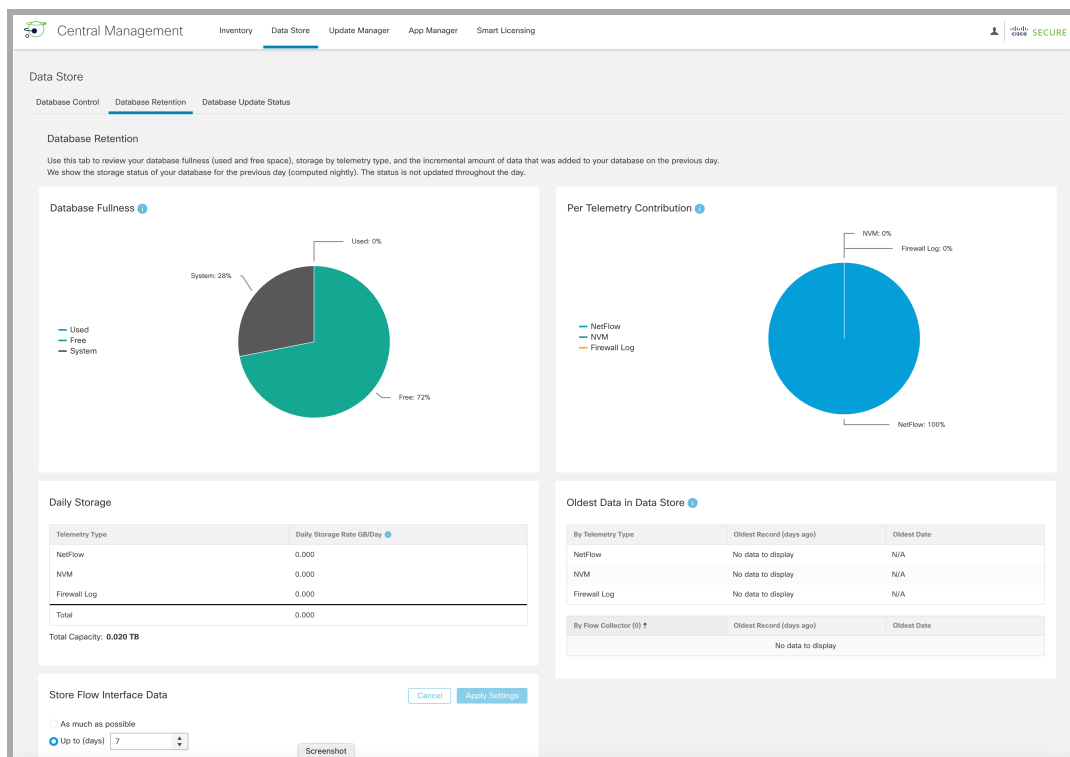 Central Management
Inventory
Data Store
Update Manager
App Manager
Smart Licensing
cisco SECURE
Data Store
Database Control
Database Retention
Database Update Status
Database Retention
Use this tab to review your database fullness (used and free space), storage by telemetry type, and the incremental amount of data that was added to your database on the previous day.
We show the storage status of your database for the previous day (computed nightly). The status is not updated throughout the day.
Database Fullness
Used: 0%
System: 28%
Used
Free
System
Free: 72%
Per Telemetry Contribution
NVM: 0%
Firewall Log: 0%
NetFlow
NVM
Firewall Log
NetFlow: 100%
Daily Storage
Telemetry Type Daily Storage Rate GB/Day
NetFlow 0.000
NVM 0.000
Firewall Log 0.000
Total 0.000
Total Capacity: 0.020 TB
Oldest Data in Data Store
By Telemetry Type Oldest Record (days ago) Oldest Date
NetFlow No data to display N/A
NVM No data to display N/A
Firewall Log No data to display N/A
By Flow Collector (0) Oldest Record (days ago) Oldest Date
No data to display
Store Flow Interface Data
Cancel
Apply Settings
As much as possible
Up to (days) 7
Screenshot